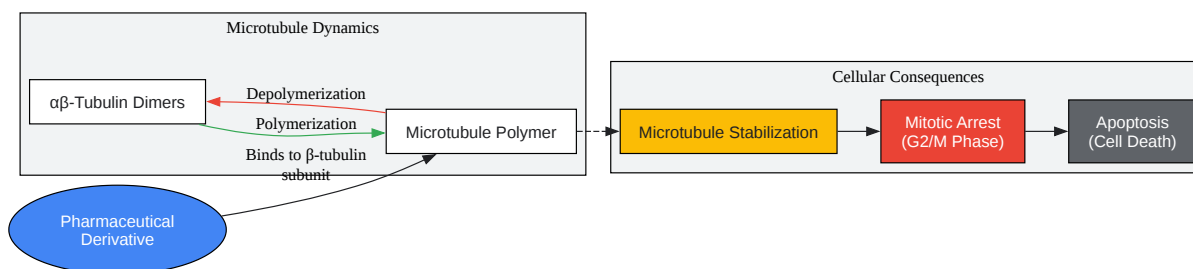 Microtubule Dynamics
Cellular Consequences
αβ-Tubulin Dimers
Depolymerization
Polymerization
Microtubule Polymer
Microtubule Stabilization
Mitotic Arrest
(G2/M Phase)
Apoptosis
(Cell Death)
Binds to β-tubulin
subunit
Pharmaceutical
Derivative